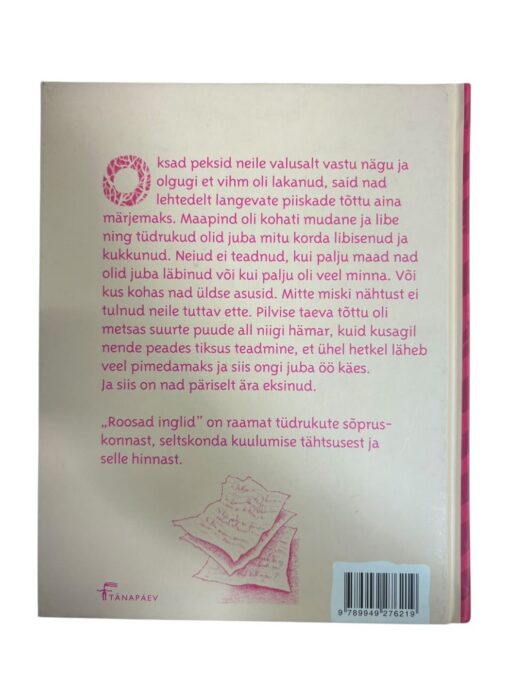 Oksad peksid neile valusalt vastu nägu ja
olgugi et vihm oli lakanud, said nad
lehtedelt langevate piiskade tõttu aina
märjemaks. Maapind oli kohati mudane ja libe
ning tüdrukud olid juba mitu korda libisenud ja
kukkunud. Neiud ei teadnud, kui palju maad nad
olid juba läbinud või kui palju oli veel minna. Või
kus kohas nad üldse asusid. Mitte miski nähtust ei
tulnud neile tuttav ette. Pilvise taeva tõttu oli
metsas suurte puude all niigi hämar, kuid kusagil
nende peades tiksus teadmine, et ühel hetkel läheb
veel pimedamaks ja siis ongi juba öö käes.
Ja siis on nad päriselt ära eksinud.
„Roosad inglid” on raamat tüdrukute sõprus-
konnast, seltskonda kuulumise tähtsusest ja
selle hinnast.
TÄNAPÄEV
9 789949 276219